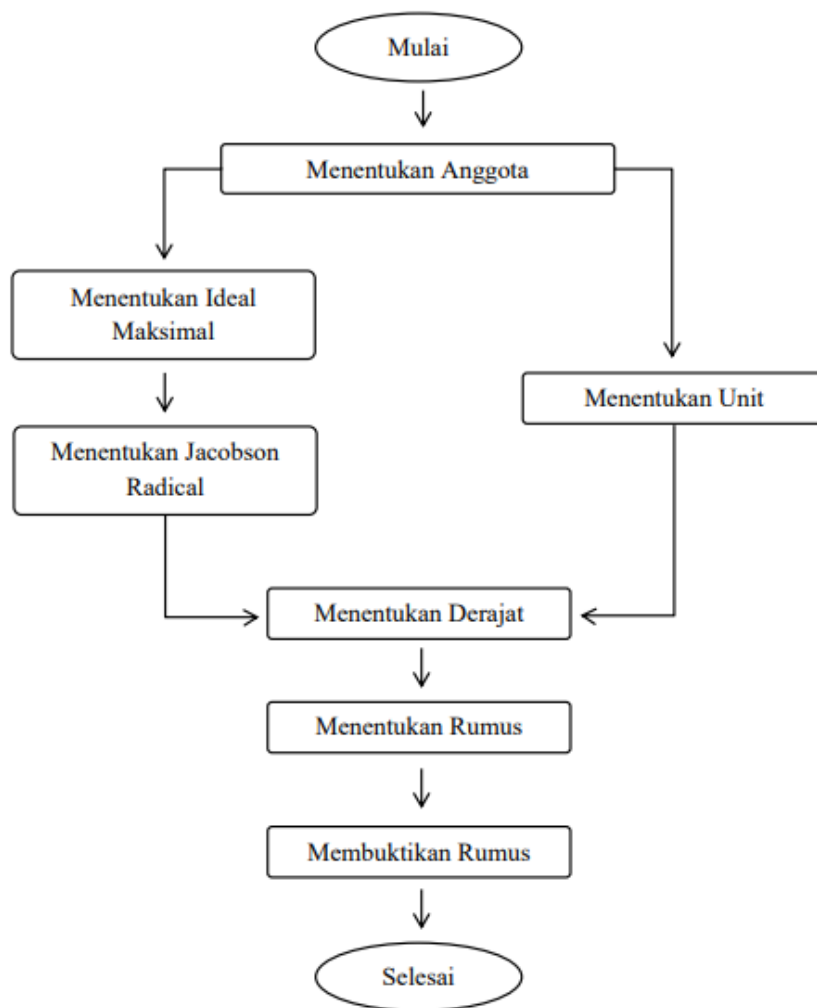 Mulai
Menentukan Anggota
Menentukan Ideal
Maksimal
Menentukan Unit
Menentukan Jacobson
Radical
Menentukan Derajat
Menentukan Rumus
Membuktikan Rumus
Selesai